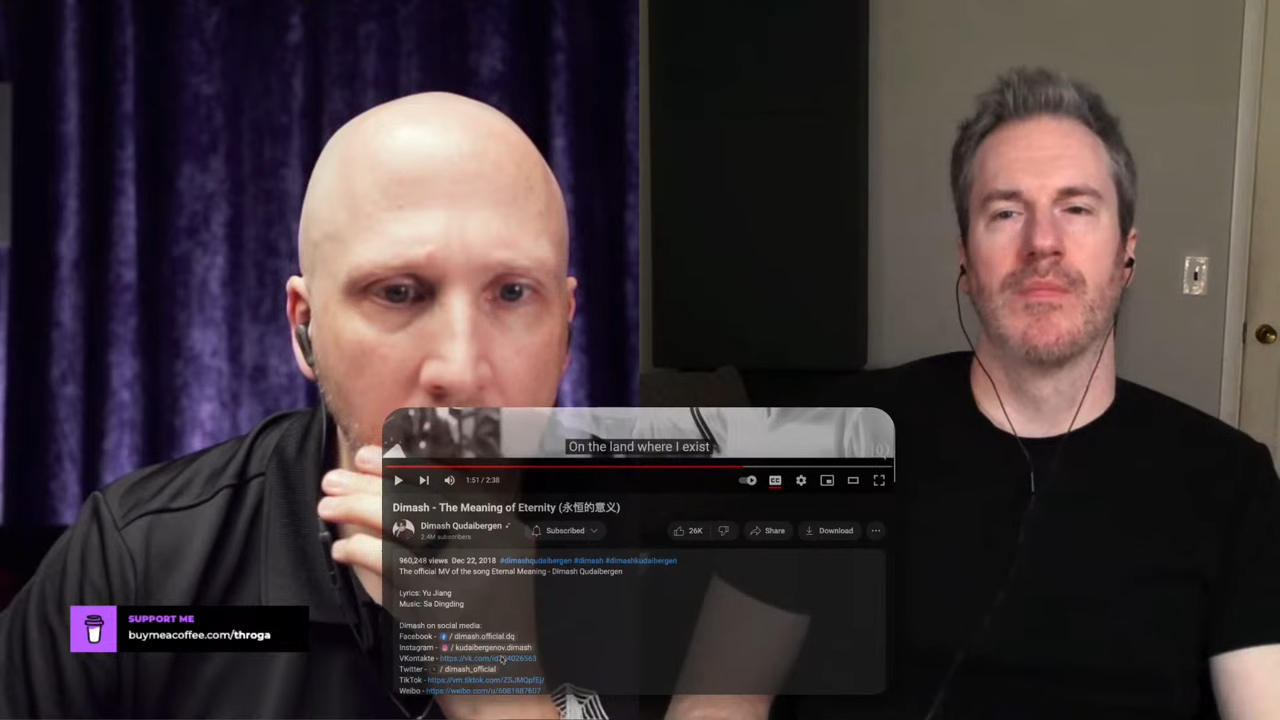 On the land where I exist
1:51 / 2:38
Dimash - The Meaning of Eternity (永恒的意义)
Dimash Qudaibergen
2.4M subscribers
Subscribed
26K
Share
Download
960,248 views Dec 22, 2018 #dimashqudaibergen #dimash #dimashkudaibergen
The official MV of the song Eternal Meaning - Dimash Qudaibergen
Lyrics: Yu Jiang
Music: Sa Dingding
Dimash on social media:
Facebook - / dimash.official.dq
Instagram - / kudaibergenov.dimash
VKontakte -
Twitter - / dimash_official
TikTok - https://vm.tiktok.com/ZSJMQpfEj/
Weibo - https://weibo.com/u/6081887607
SUPPORT ME
buymeacoffee.com/throga